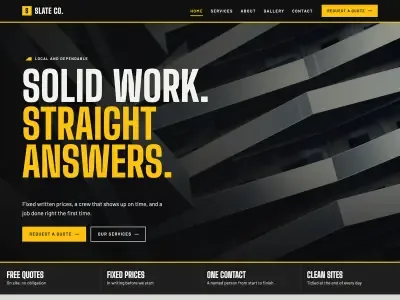 S SLATE CO.
HOME SERVICES ABOUT GALLERY CONTACT REQUEST A QUOTE →
LOCAL AND DEPENDABLE
SOLID WORK.
STRAIGHT
ANSWERS.
Fixed written prices, a crew that shows up on time, and a
job done right the first time.
REQUEST A QUOTE → OUR SERVICES →
FREE QUOTES FIXED PRICES ONE CONTACT CLEAN SITES
On site, no obligation In writing before we start A named person from start to finish Tidied at the end of every day